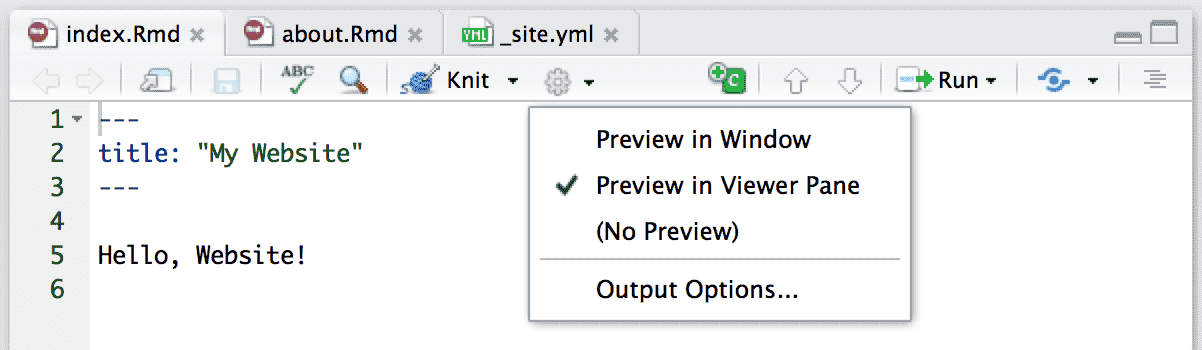 index.Rmd about.Rmd YML _site.yml
ABC Knit C Run
1 ---
2 title: "My Website"
3 ---
4
5 Hello, Website!
6
Preview in Window
Preview in Viewer Pane
(No Preview)
Output Options...